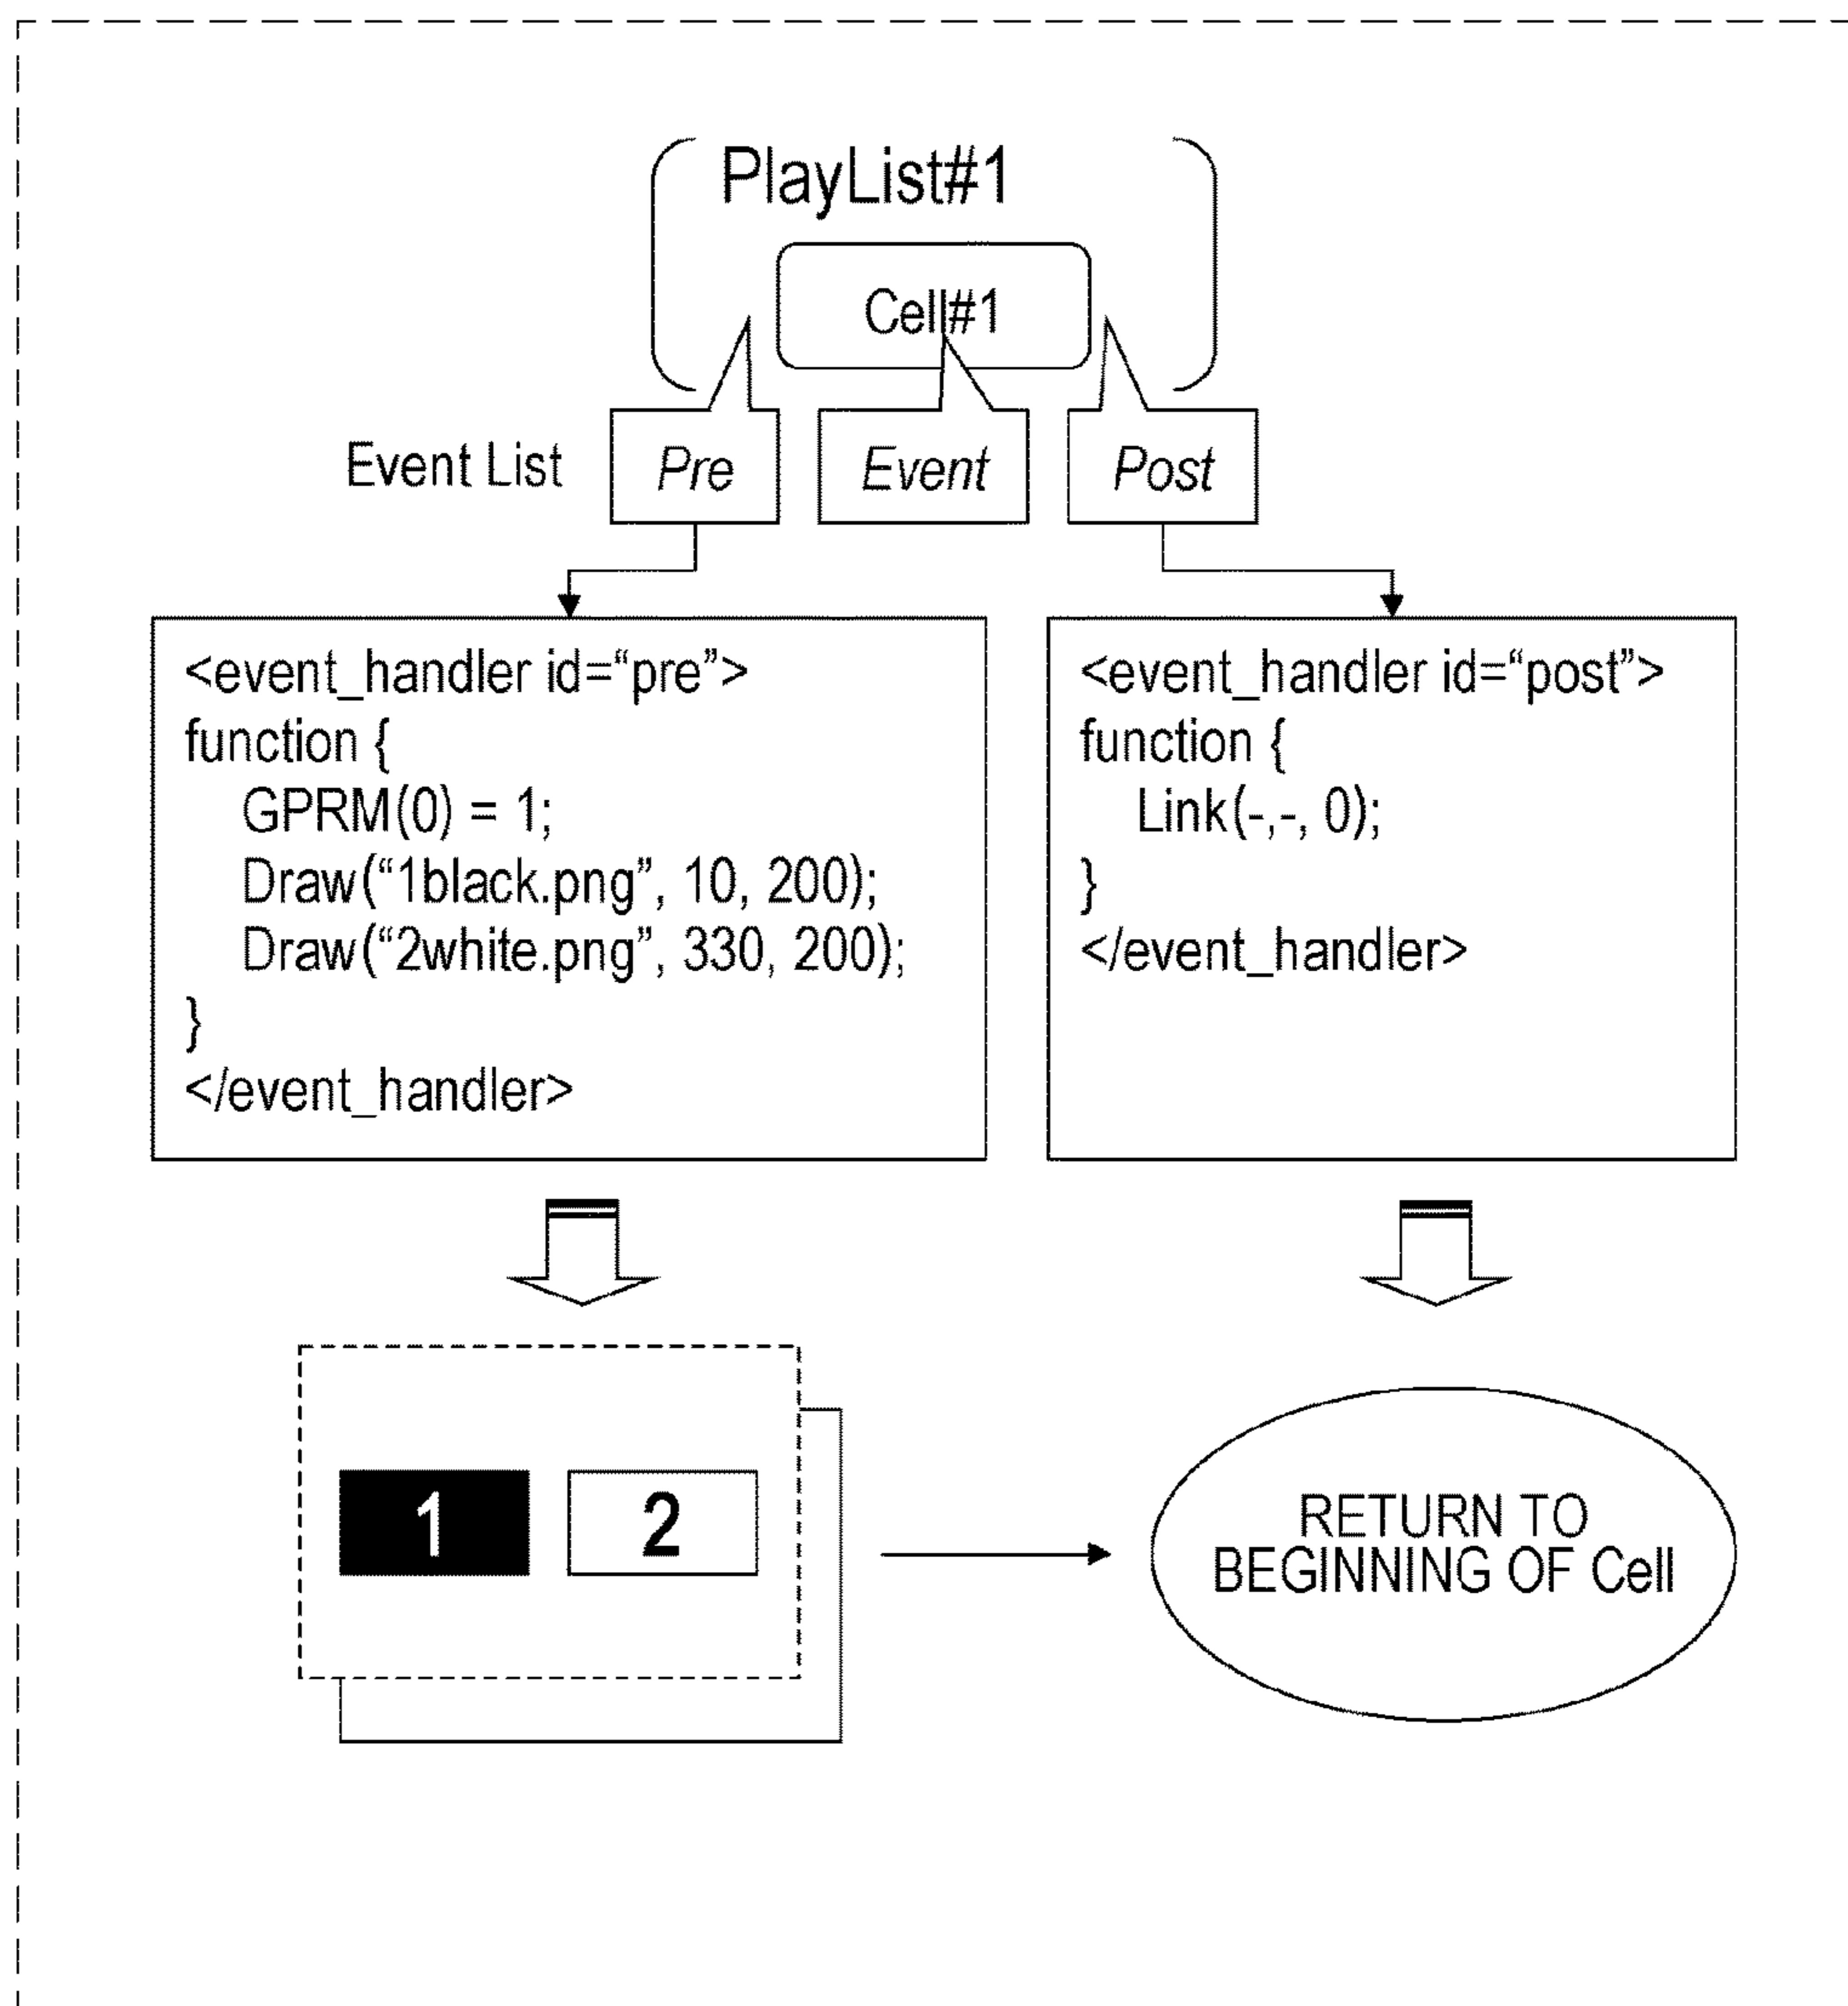 PlayList#1
Cell#1
Event List
Pre
Event
Post
<event_handler id=“pre”>
function {
GPRM(0) = 1;
Draw(“1black.png”, 10, 200);
Draw(“2white.png”, 330, 200);
}
</event_handler>
<event_handler id=“post”>
function {
Link(-,-, 0);
}
</event_handler>
1
2
RETURN TO
BEGINNING OF Cell